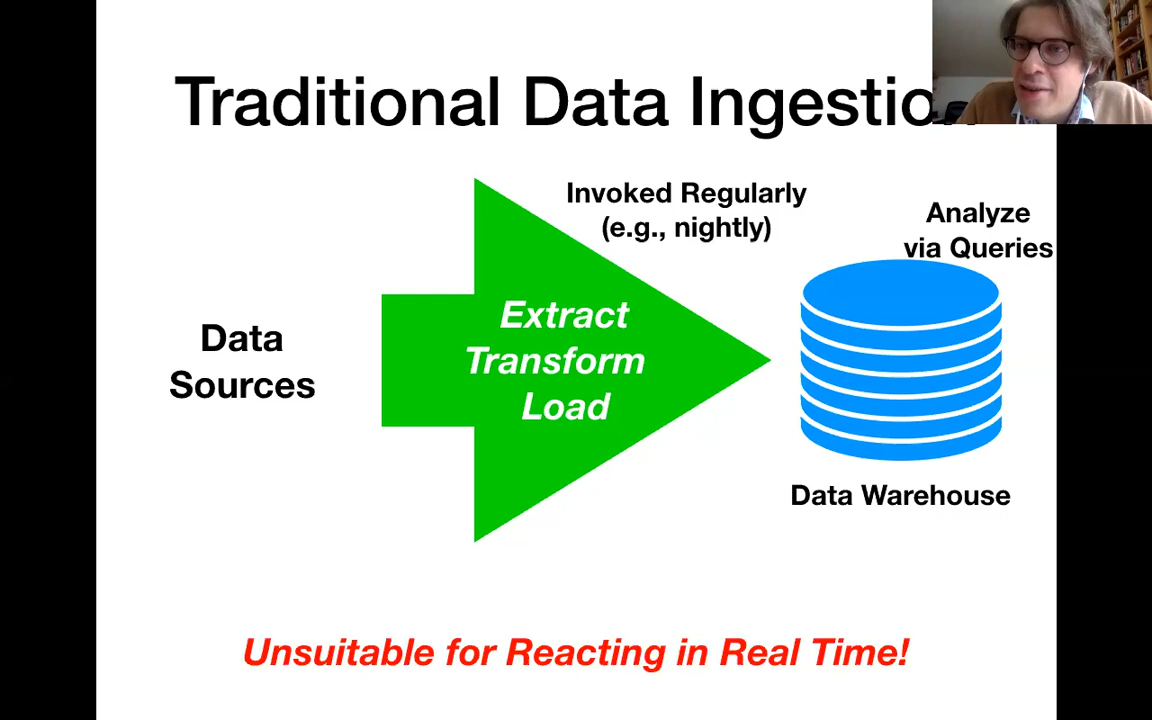 Traditional Data Ingestio
Invoked Regularly
(e.g., nightly)
Analyze
via Queries
Extract
Transform
Load
Data
Sources
Data Warehouse
Unsuitable for Reacting in Real Time!